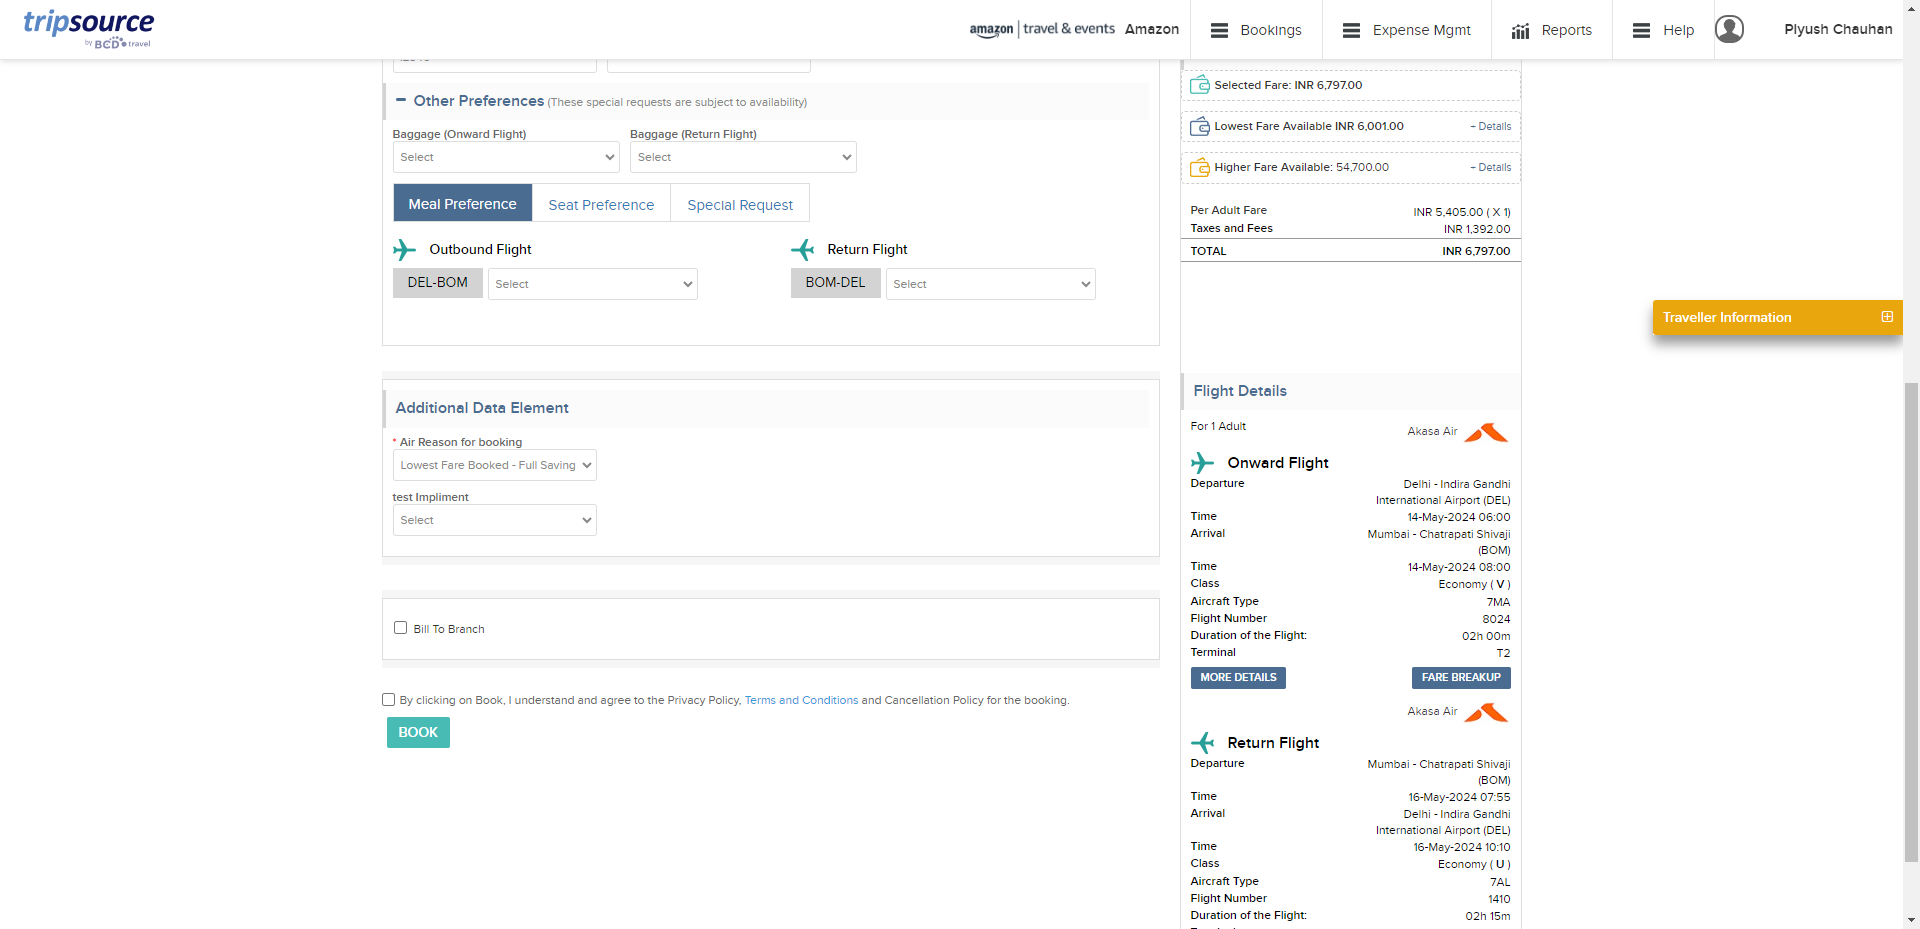 tripsource
by BCD travel
amazon | travel & events Amazon
Bookings
Expense Mgmt
Reports
Help
Piyush Chauhan
Other Preferences (These special requests are subject to availability)
Baggage (Onward Flight)
Baggage (Return Flight)
Select
Select
Meal Preference
Seat Preference
Special Request
Outbound Flight
Return Flight
DEL-BOM
Select
BOM-DEL
Select
Additional Data Element
* Air Reason for booking
Lowest Fare Booked - Full Saving
test Impliment
Select
Bill To Branch
By clicking on Book, I understand and agree to the Privacy Policy, Terms and Conditions and Cancellation Policy for the booking.
BOOK
Selected Fare: INR 6,797.00
Lowest Fare Available INR 6,001.00 + Details
Higher Fare Available: 54,700.00 + Details
Per Adult Fare INR 5,405.00 ( X 1)
Taxes and Fees INR 1,392.00
TOTAL INR 6,797.00
Traveller Information
Flight Details
For 1 Adult Akasa Air
Onward Flight
Departure Delhi - Indira Gandhi
International Airport (DEL)
Time 14-May-2024 06:00
Arrival Mumbai - Chatrapati Shivaji
(BOM)
Time 14-May-2024 08:00
Class Economy ( V )
Aircraft Type 7MA
Flight Number 8024
Duration of the Flight: 02h 00m
Terminal T2
MORE DETAILS FARE BREAKUP
Akasa Air
Return Flight
Departure Mumbai - Chatrapati Shivaji
(BOM)
Time 16-May-2024 07:55
Arrival Delhi - Indira Gandhi
International Airport (DEL)
Time 16-May-2024 10:10
Class Economy ( U )
Aircraft Type 7AL
Flight Number 1410
Duration of the Flight: 02h 15m